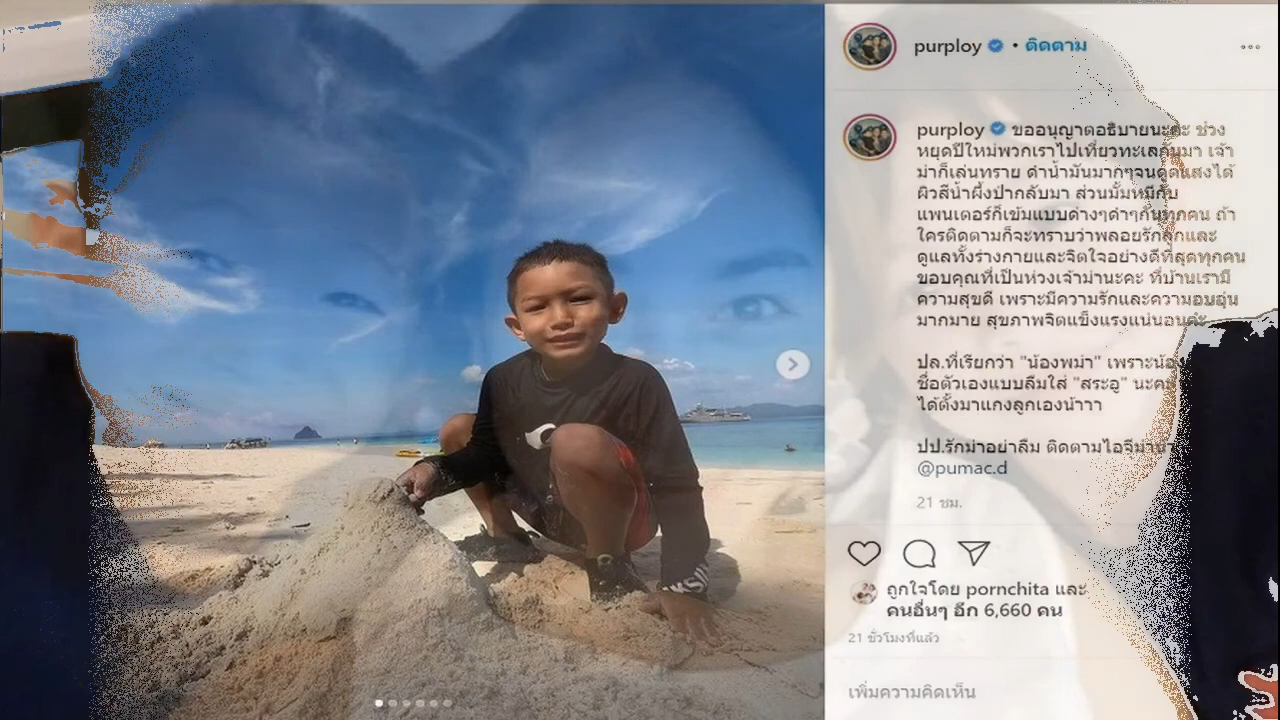 purploy • ติดตาม
purploy ขออนุญาตอธิบายนะคะ ช่วง
หยุดปีใหม่พวกเราไปเที่ยวทะเลกันมา เจ้า
ม่าก็เล่นทราย ดำน้ำมันมากๆจนดูดแสงได้
ผิวสีน้ำผึ้งป่ากลับมา ส่วนมั้มหมีกับ
แพนเตอร์ก็เข้มแบบด่างๆดำๆกันทุกคน ถ้า
ใครติดตามก็จะทราบว่าพลอยรักลูกและ
ดูแลทั้งร่างกายและจิตใจอย่างดีที่สุดทุกคน
ขอบคุณที่เป็นห่วงเจ้าม่านะคะ ที่บ้านเรามี
ความสุขดี เพราะมีความรักและความอบอุ่น
มากมาย สุขภาพจิตแข็งแรงแน่นอนค่ะ
ปล.ที่เรียกว่า "น้องพม่า" เพราะน้อง
ชื่อตัวเองแบบลืมใส่ "สระอู"
ได้ตั้งมาแกงลูกเองน้าาา
ปป.รักม่าอย่าลืม ติดตามไอจีม่าน้า
@pumac.d
21 ชม.
ถูกใจโดย pornchita และ
คนอื่นๆ อีก 6,660 คน
21 ชั่วโมงที่แล้ว
เพิ่มความคิดเห็น